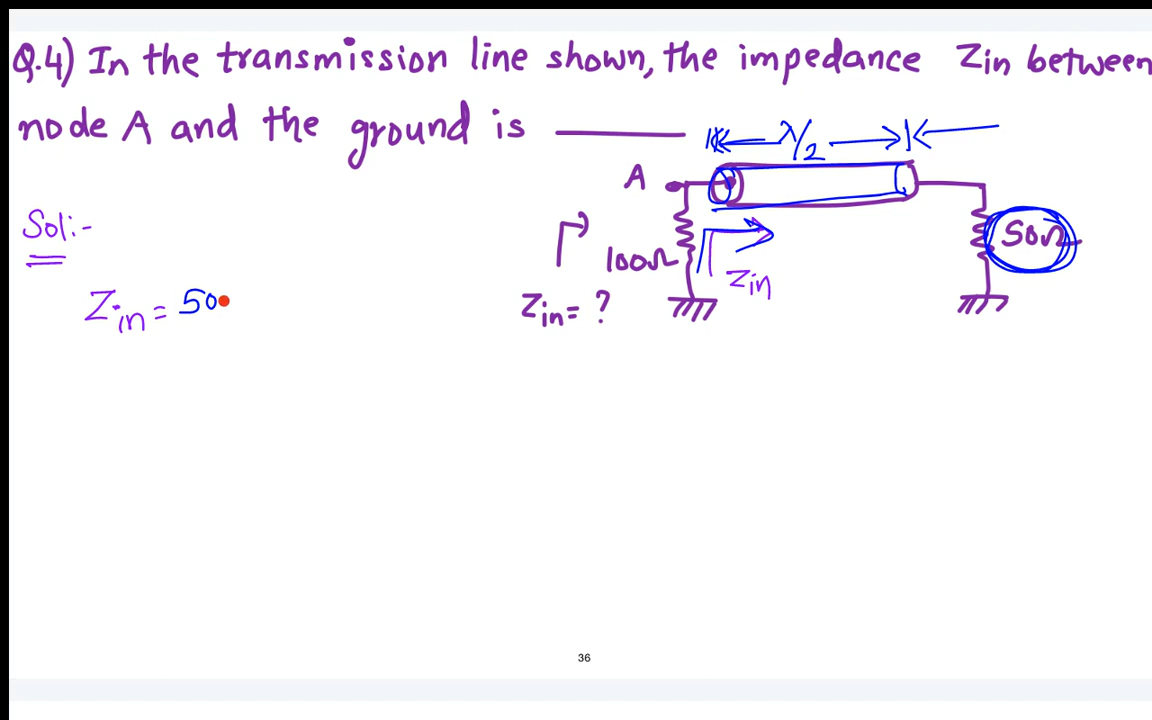 Q.4) In the transmission line shown, the impedance Zin between
node A and the ground is ______
λ/2
A
Sol:-
100Ω
50Ω
Zin
Zin = 50
Zin = ?
36